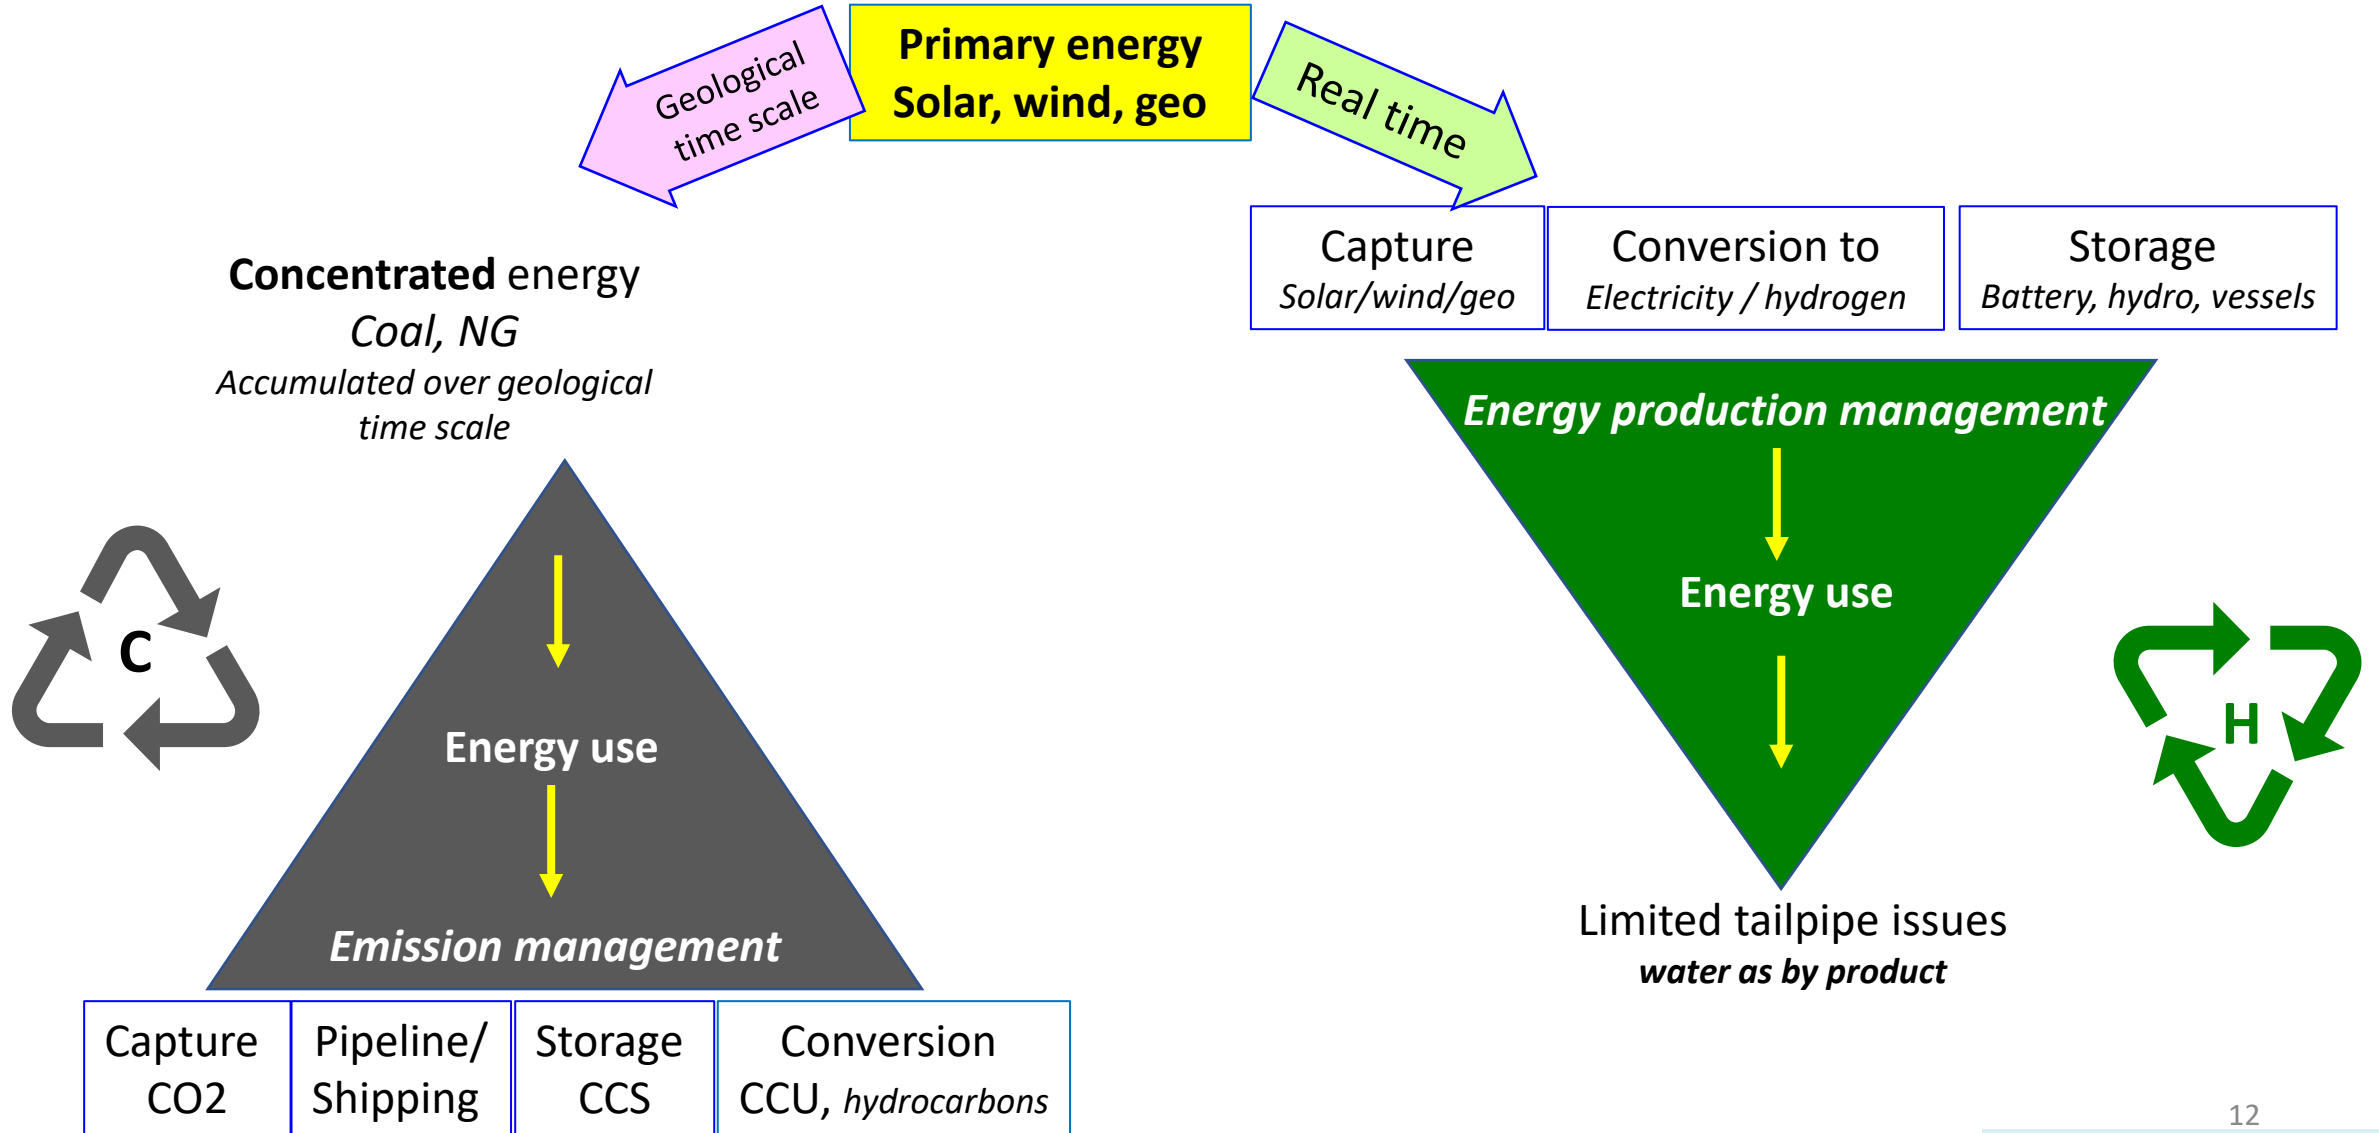 Primary energy
Solar, wind, geo
Geological
time scale
Real time
Concentrated energy
Coal, NG
Accumulated over geological
time scale
C
Energy use
Emission management
Capture
CO2
Pipeline/
Shipping
Storage
CCS
Conversion
CCU, hydrocarbons
Capture
Solar/wind/geo
Conversion to
Electricity / hydrogen
Storage
Battery, hydro, vessels
Energy production management
Energy use
H
Limited tailpipe issues
water as by product
12